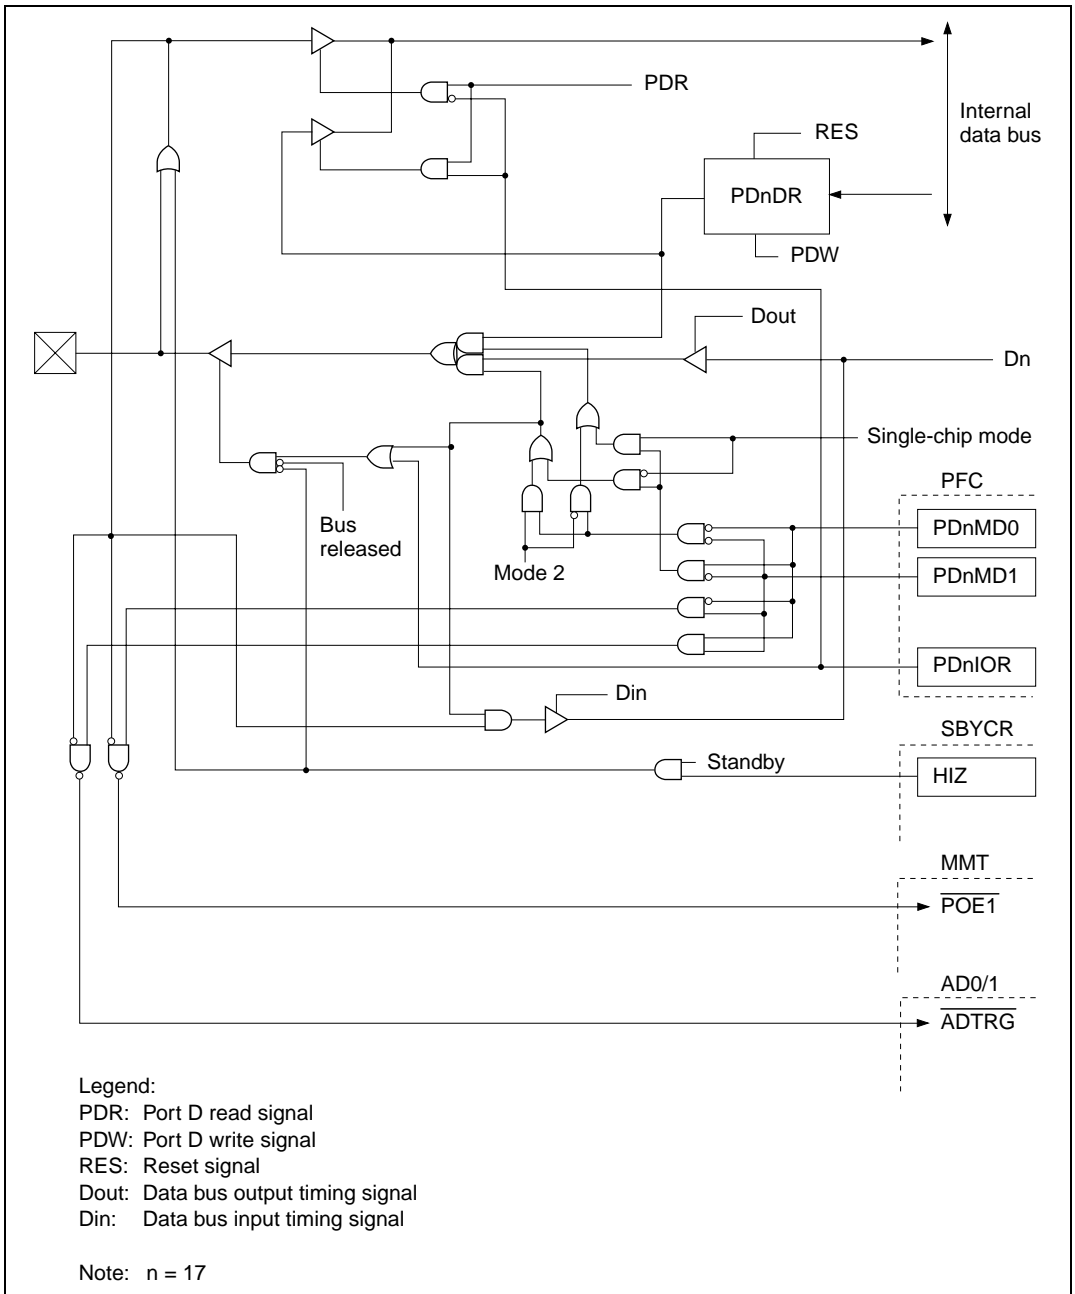 PDR
Internal
data bus
RES
PDnDR
PDW
Dout
Dn
Single-chip mode
PFC
Bus
released
Mode 2
PDnMD0
PDnMD1
PDnIOR
Din
SBYCR
Standby
HIZ
MMT
POE1
AD0/1
ADTRG
Legend:
PDR: Port D read signal
PDW: Port D write signal
RES: Reset signal
Dout: Data bus output timing signal
Din: Data bus input timing signal
Note: n = 17